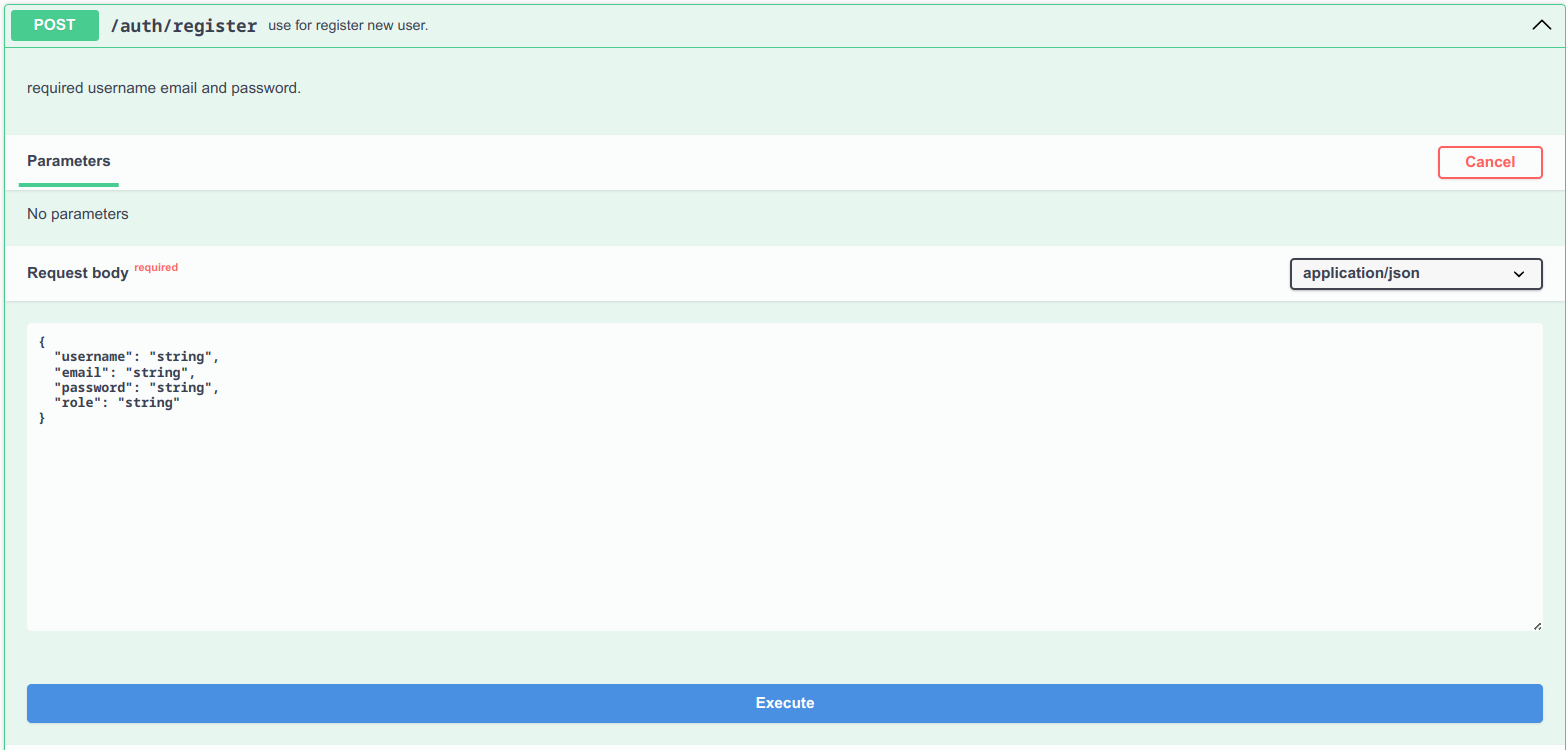 POST /auth/register use for register new user.
required username email and password.
Parameters Cancel
No parameters
Request body required application/json
{
  "username": "string",
  "email": "string",
  "password": "string",
  "role": "string"
}
Execute